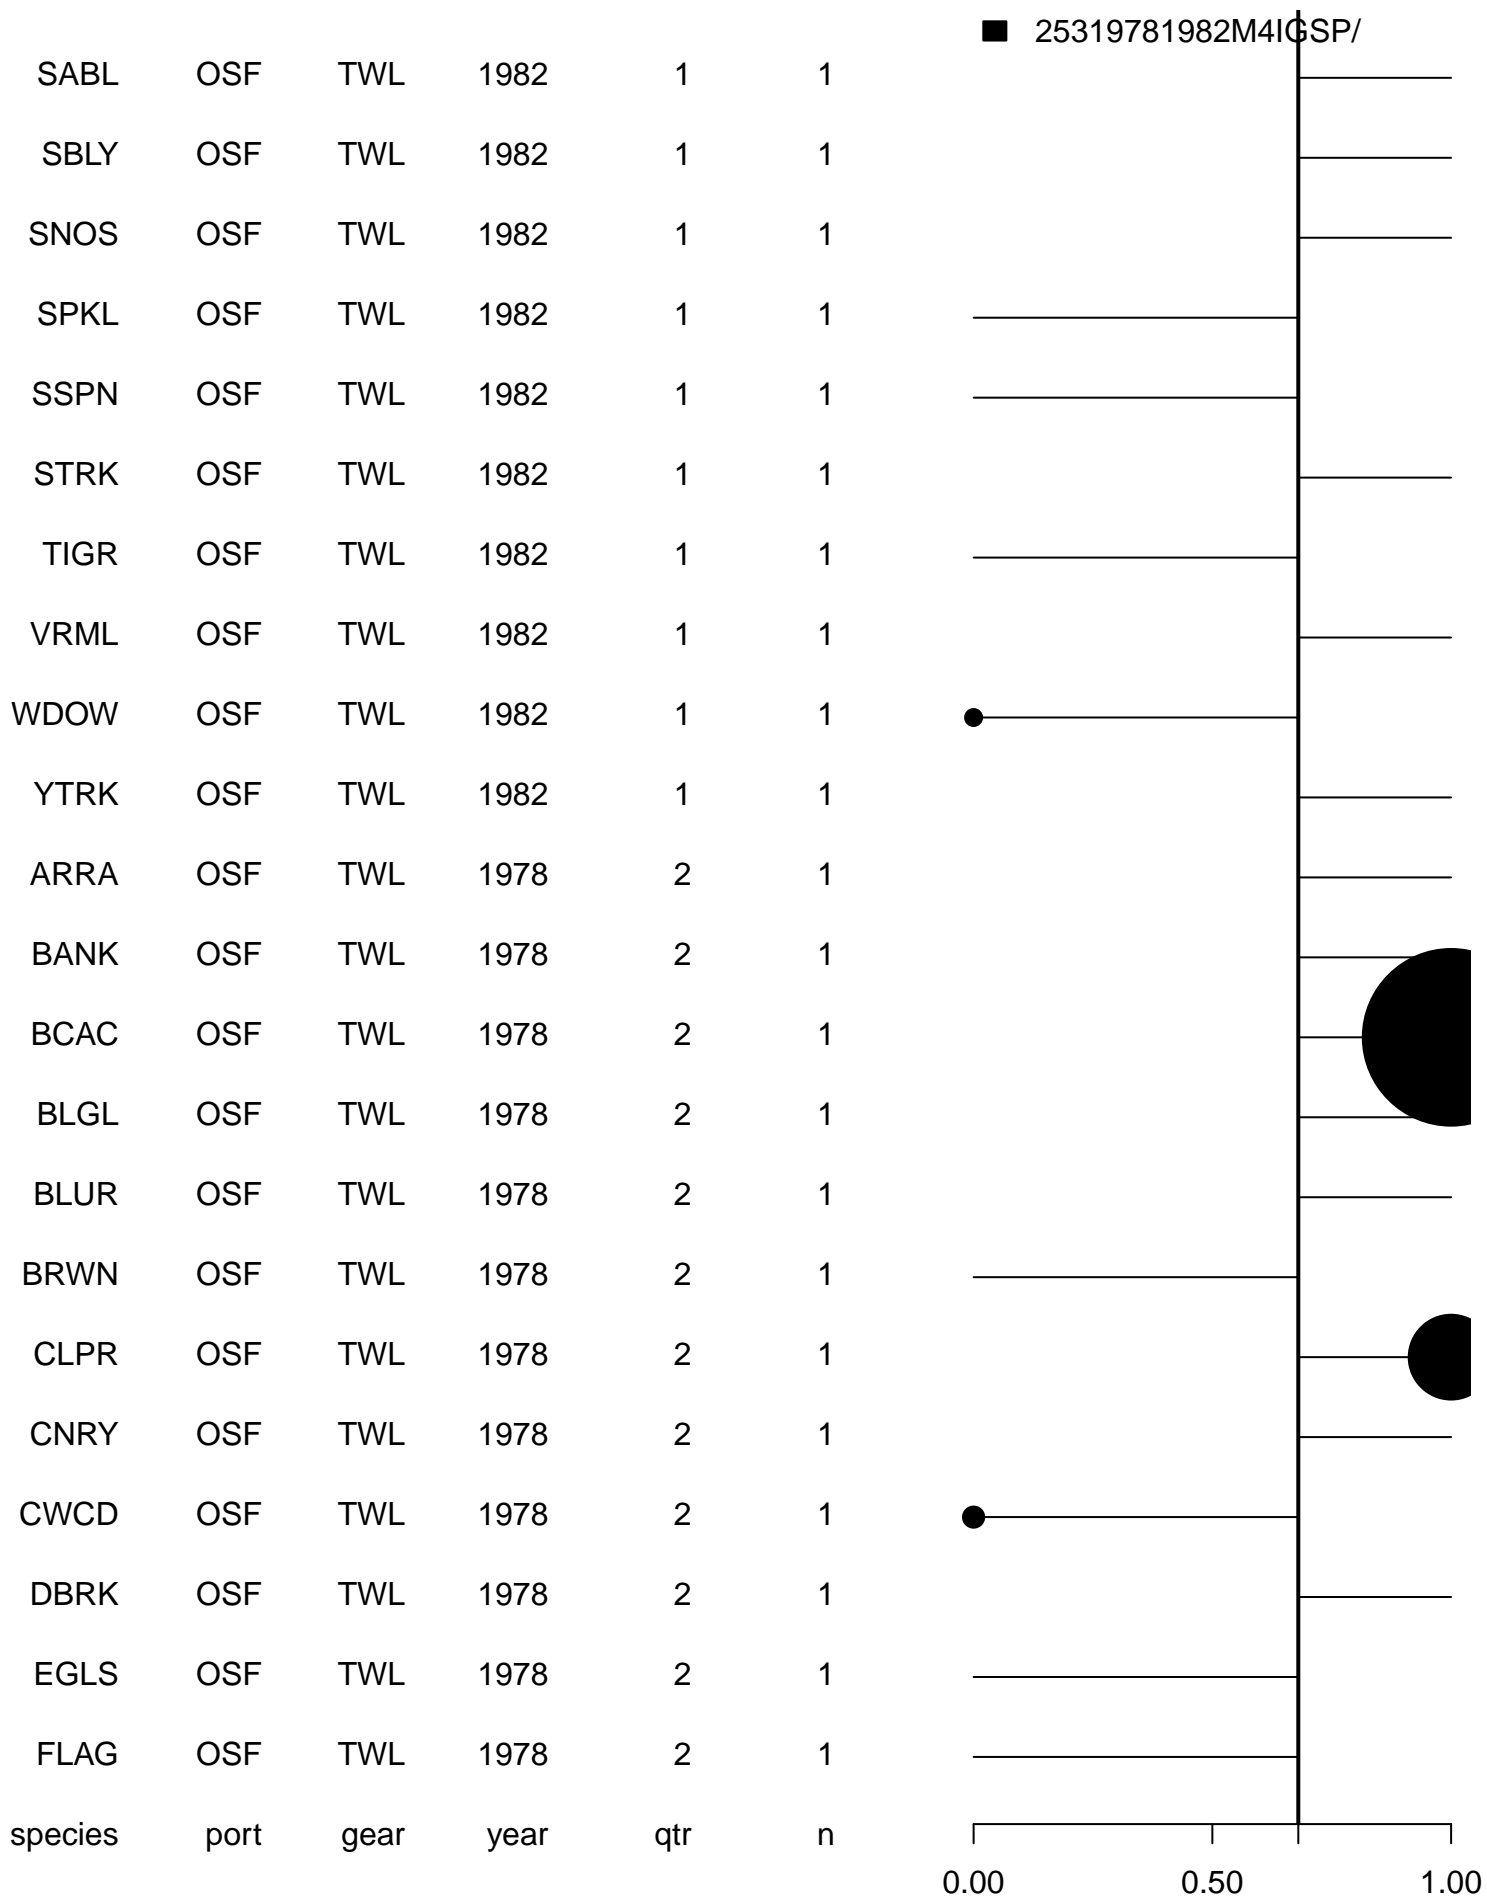 25319781982M4IGSP/
SABL OSF TWL 1982 1 1
SBLY OSF TWL 1982 1 1
SNOS OSF TWL 1982 1 1
SPKL OSF TWL 1982 1 1
SSPN OSF TWL 1982 1 1
STRK OSF TWL 1982 1 1
TIGR OSF TWL 1982 1 1
VRML OSF TWL 1982 1 1
WDOW OSF TWL 1982 1 1
YTRK OSF TWL 1982 1 1
ARRA OSF TWL 1978 2 1
BANK OSF TWL 1978 2 1
BCAC OSF TWL 1978 2 1
BLGL OSF TWL 1978 2 1
BLUR OSF TWL 1978 2 1
BRWN OSF TWL 1978 2 1
CLPR OSF TWL 1978 2 1
CNRY OSF TWL 1978 2 1
CWCD OSF TWL 1978 2 1
DBRK OSF TWL 1978 2 1
EGLS OSF TWL 1978 2 1
FLAG OSF TWL 1978 2 1
species port gear year qtr n
0.00 0.50 1.00